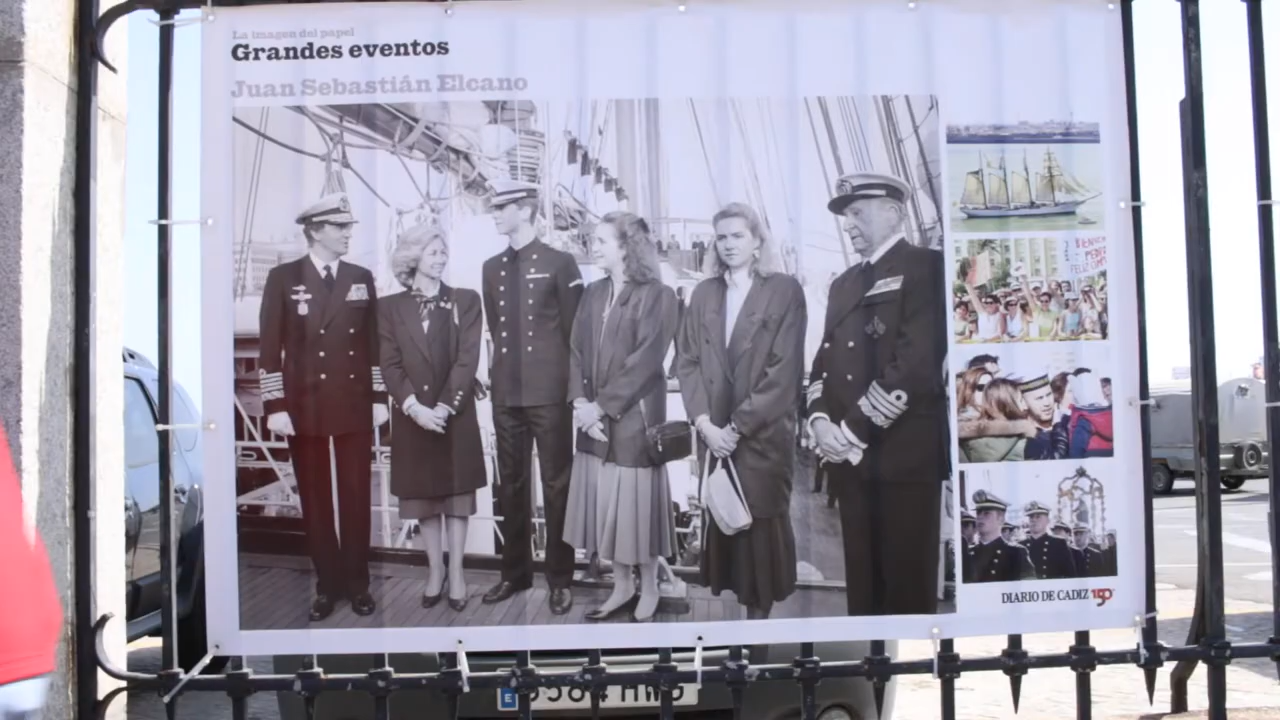 La imagen del papel
Grandes eventos
Juan Sebastián Elcano
DIARIO DE CADIZ 150
E